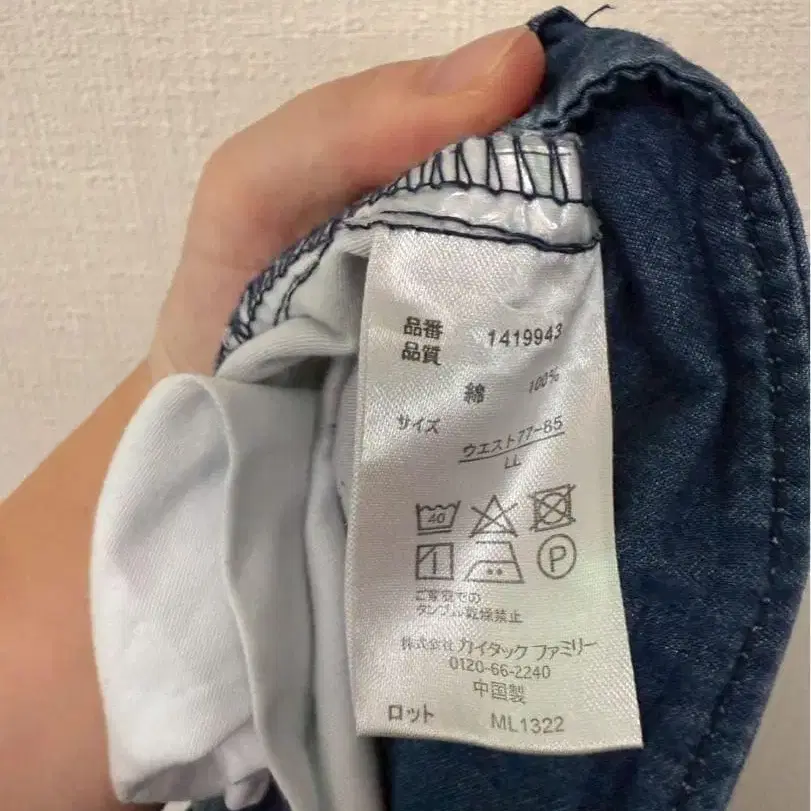 品番 1419943
品質
綿 100%
サイズ
ウエスト77-85
LL
40
P
ご家庭での
タンブル乾燥禁止
株式会社カイタック ファミリー
0120-66-2240
中国製
ロット ML1322